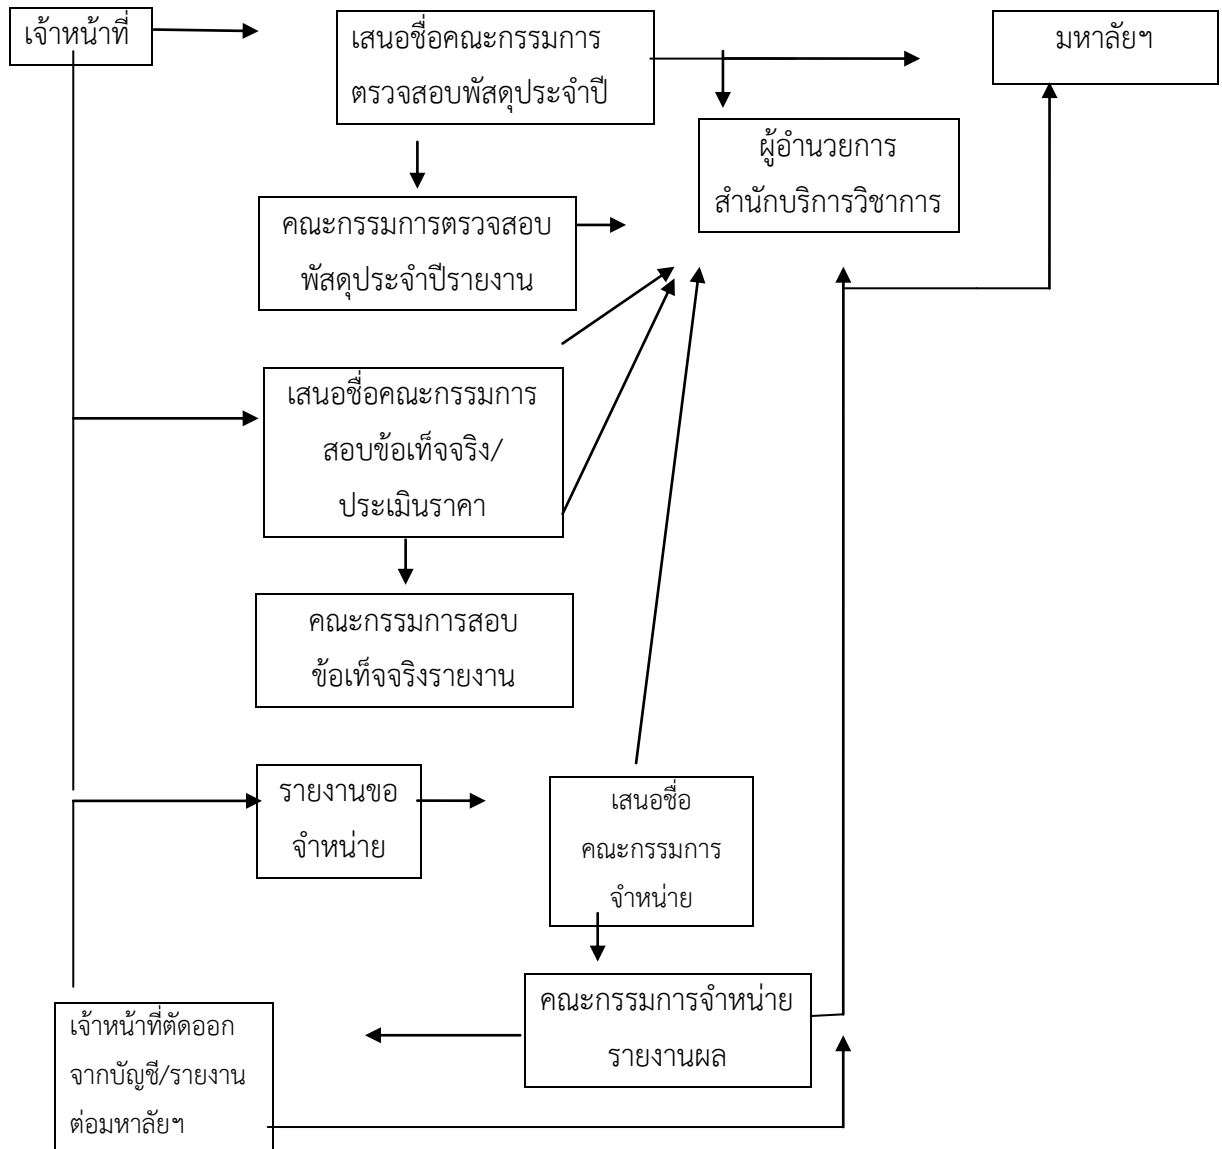 เจ้าหน้าที่
เสนอชื่อคณะกรรมการ
ตรวจสอบพัสดุประจำปี
มหาลัยฯ
ผู้อำนวยการ
สำนักบริการวิชาการ
คณะกรรมการตรวจสอบ
พัสดุประจำปีรายงาน
เสนอชื่อคณะกรรมการ
สอบข้อเท็จจริง/
ประเมินราคา
คณะกรรมการสอบ
ข้อเท็จจริงรายงาน
รายงานขอ
จำหน่าย
เสนอชื่อ
คณะกรรมการ
จำหน่าย
คณะกรรมการจำหน่าย
รายงานผล
เจ้าหน้าที่ตัดออก
จากบัญชี/รายงาน
ต่อมหาลัยฯ